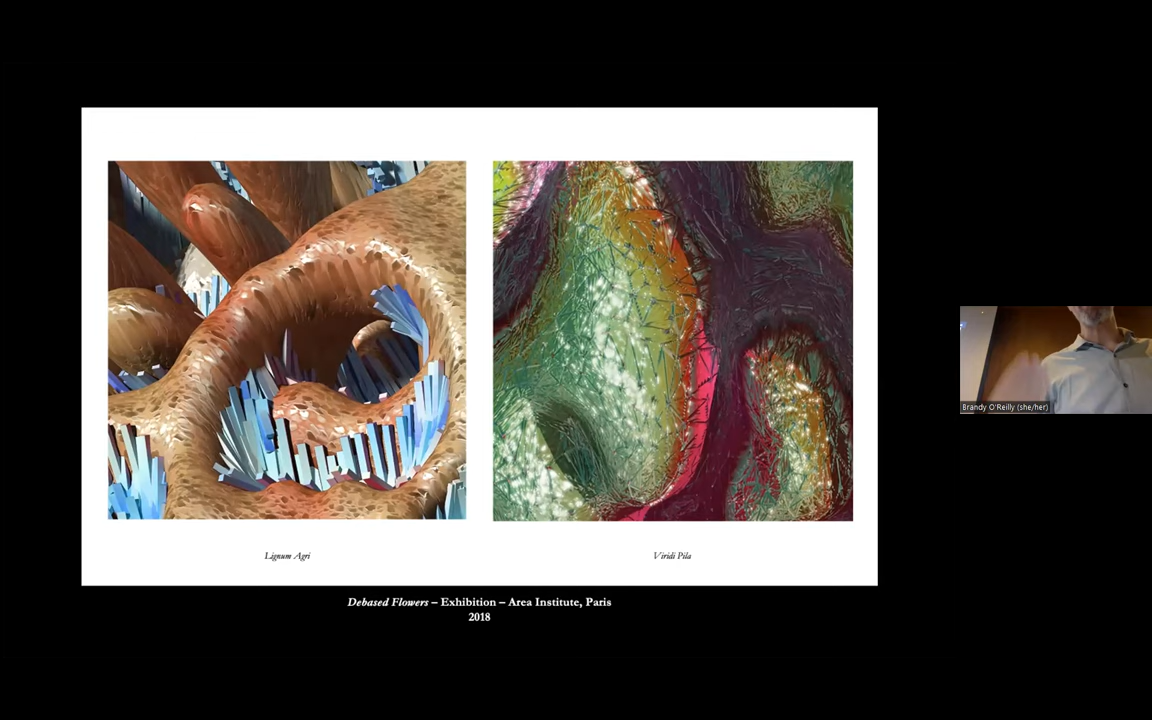 Lignum Agri
Viridi Pila
Debased Flowers – Exhibition – Area Institute, Paris
2018
Brandy O'Reilly (she/her)